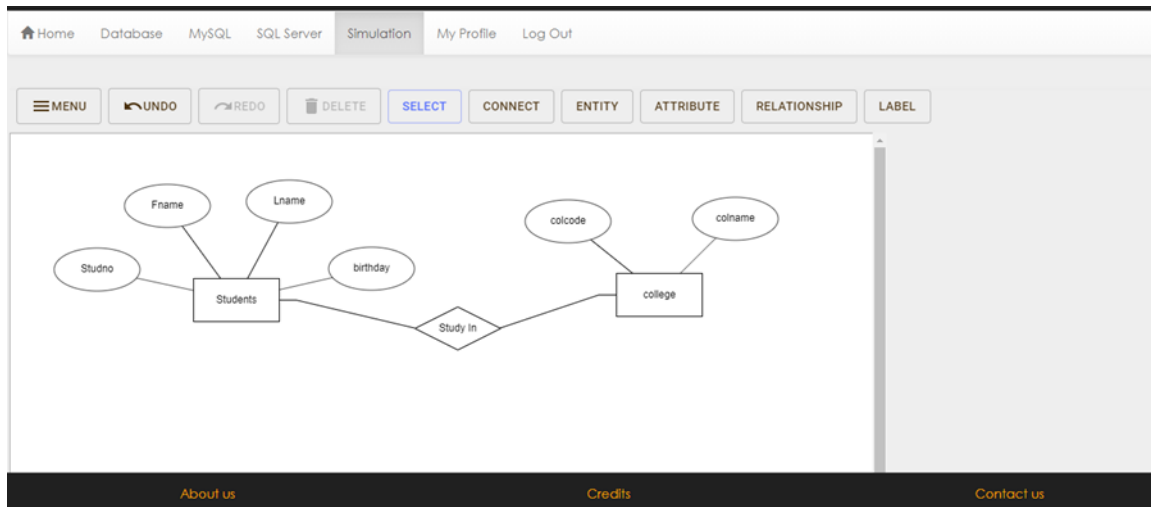 Home Database MySQL SQL Server Simulation My Profile Log Out
MENU UNDO REDO DELETE SELECT CONNECT ENTITY ATTRIBUTE RELATIONSHIP LABEL
Fname
Lname
colcode
colname
Studno
birthday
Students
college
Study In
About us Credits Contact us